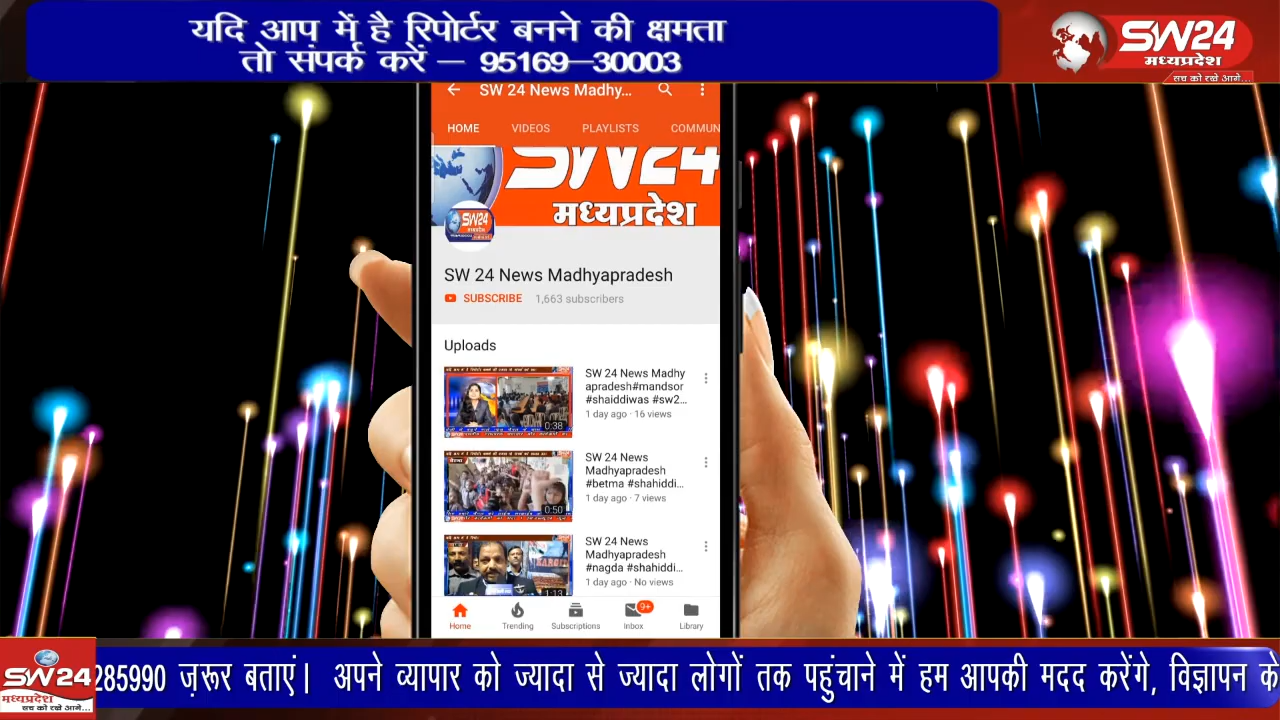 यदि आप में है रिपोर्टर बनने की क्षमता
तो संपर्क करें – 95169–30003
SW24
मध्यप्रदेश
सच को रखे आगे...
SW 24 News Madhy...
HOME VIDEOS PLAYLISTS COMMUN
SW24
मध्यप्रदेश
SW24
SW 24 News Madhyapradesh
SUBSCRIBE 1,663 subscribers
Uploads
SW 24 News Madhy
apradesh#mandsor
#shaiddiwas #sw2...
1 day ago · 16 views
0:38
SW 24 News
Madhyapradesh
#betma #shahiddi...
1 day ago · 7 views
0:50
SW 24 News
Madhyapradesh
#nagda #shahiddi...
1 day ago · No views
1:13
9+
Home Trending Subscriptions Inbox Library
SW24
मध्यप्रदेश
सच को रखे आगे...
285990 ज़रूर बताएं। अपने व्यापार को ज्यादा से ज्यादा लोगों तक पहुंचाने में हम आपकी मदद करेंगे, विज्ञापन के